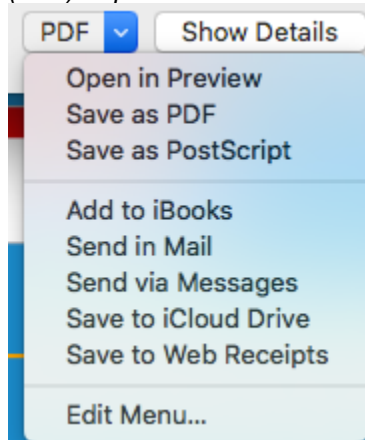 PDF Show Details
Open in Preview
Save as PDF
Save as PostScript
Add to iBooks
Send in Mail
Send via Messages
Save to iCloud Drive
Save to Web Receipts
Edit Menu...